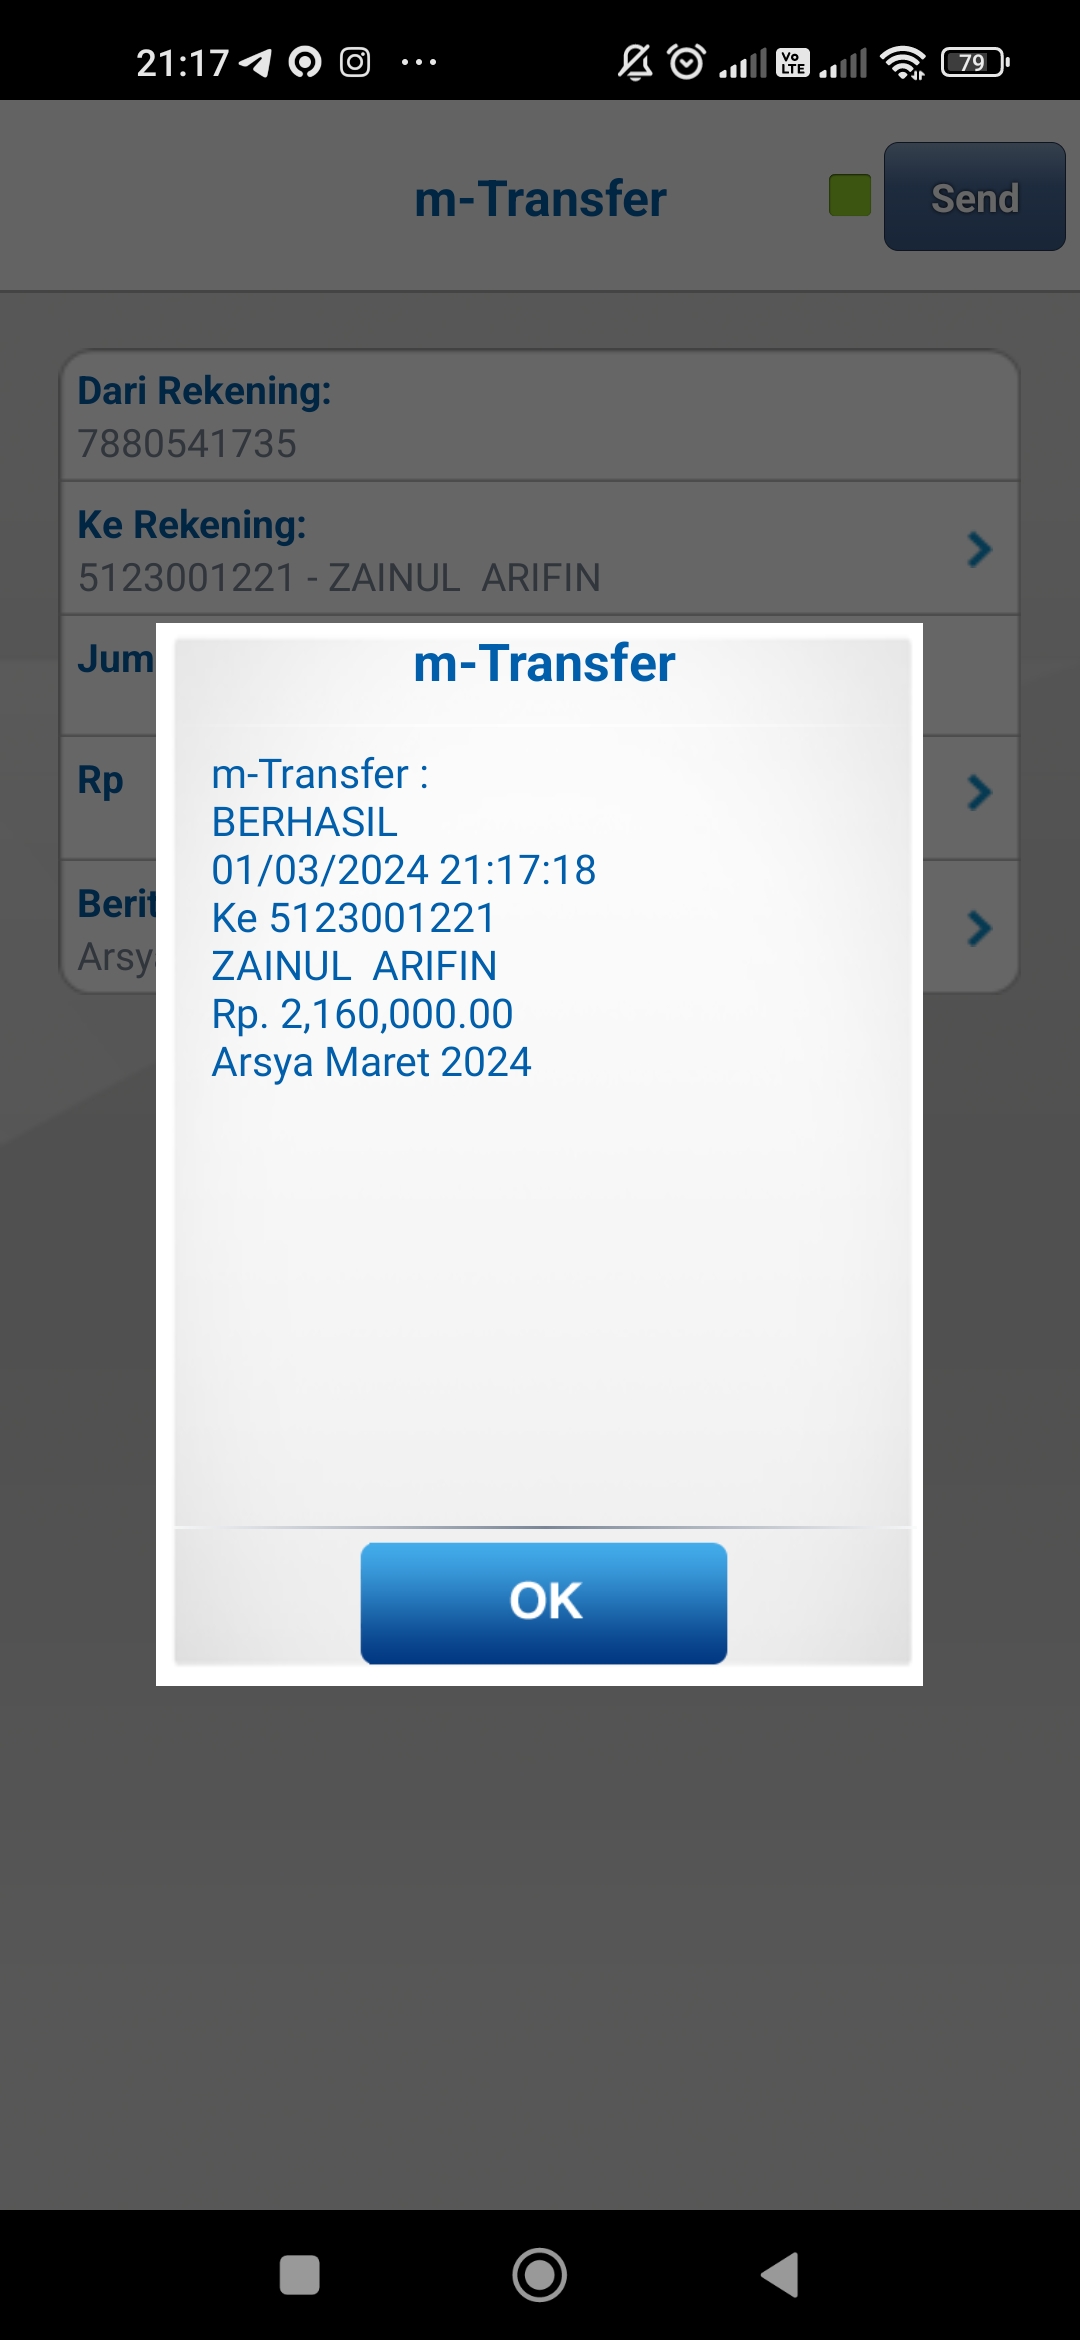 21:17
Vo
LTE
79
m-Transfer
Send
Dari Rekening:
7880541735
Ke Rekening:
5123001221 - ZAINUL  ARIFIN
Jum
Rp
Berit
Arsy
m-Transfer
m-Transfer :
BERHASIL
01/03/2024 21:17:18
Ke 5123001221
ZAINUL  ARIFIN
Rp. 2,160,000.00
Arsya Maret 2024
OK